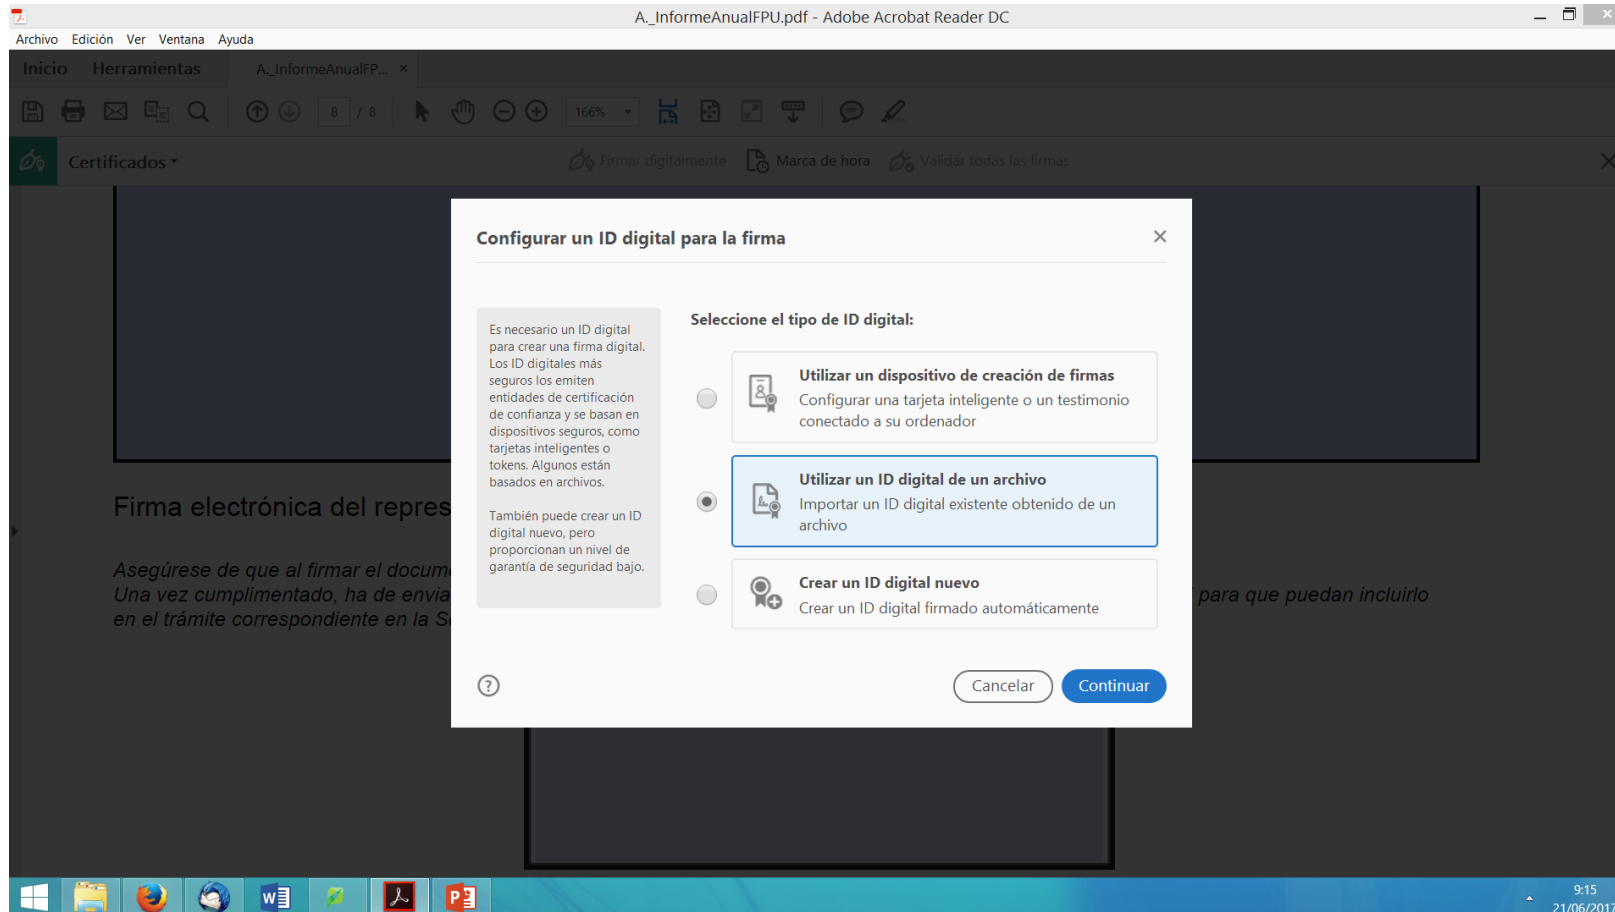 A._InformeAnualFPU.pdf - Adobe Acrobat Reader DC
Archivo Edición Ver Ventana Ayuda
Inicio Herramientas A._InformeAnualFP... ×
8 / 8 166%
Certificados Firmar digitalmente Marca de hora Validar todas las firmas
Configurar un ID digital para la firma
Es necesario un ID digital
para crear una firma digital.
Los ID digitales más
seguros los emiten
entidades de certificación
de confianza y se basan en
dispositivos seguros, como
tarjetas inteligentes o
tokens. Algunos están
basados en archivos.
También puede crear un ID
digital nuevo, pero
proporcionan un nivel de
garantía de seguridad bajo.
Seleccione el tipo de ID digital:
Utilizar un dispositivo de creación de firmas
Configurar una tarjeta inteligente o un testimonio
conectado a su ordenador
Utilizar un ID digital de un archivo
Importar un ID digital existente obtenido de un
archivo
Crear un ID digital nuevo
Crear un ID digital firmado automáticamente
Cancelar Continuar
Firma electrónica del repres
Asegúrese de que al firmar el docum
Una vez cumplimentado, ha de envia para que puedan incluirlo
en el trámite correspondiente en la S
9:15
21/06/2017